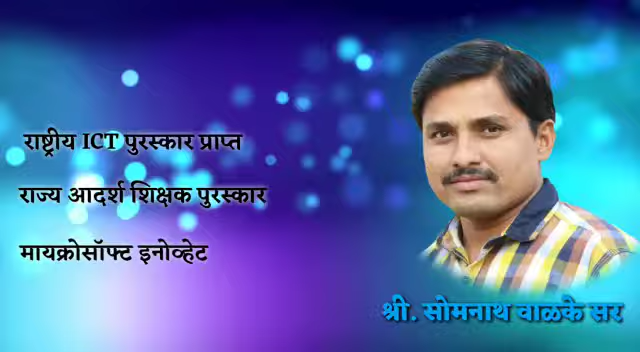 राष्ट्रीय ICT पुरस्कार प्राप्त
राज्य आदर्श शिक्षक पुरस्कार
मायक्रोसॉफ्ट इनोव्हेट
श्री. सोमनाथ वाळके सर